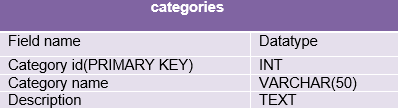 categories
Field name Datatype
Category id(PRIMARY KEY) INT
Category name VARCHAR(50)
Description TEXT